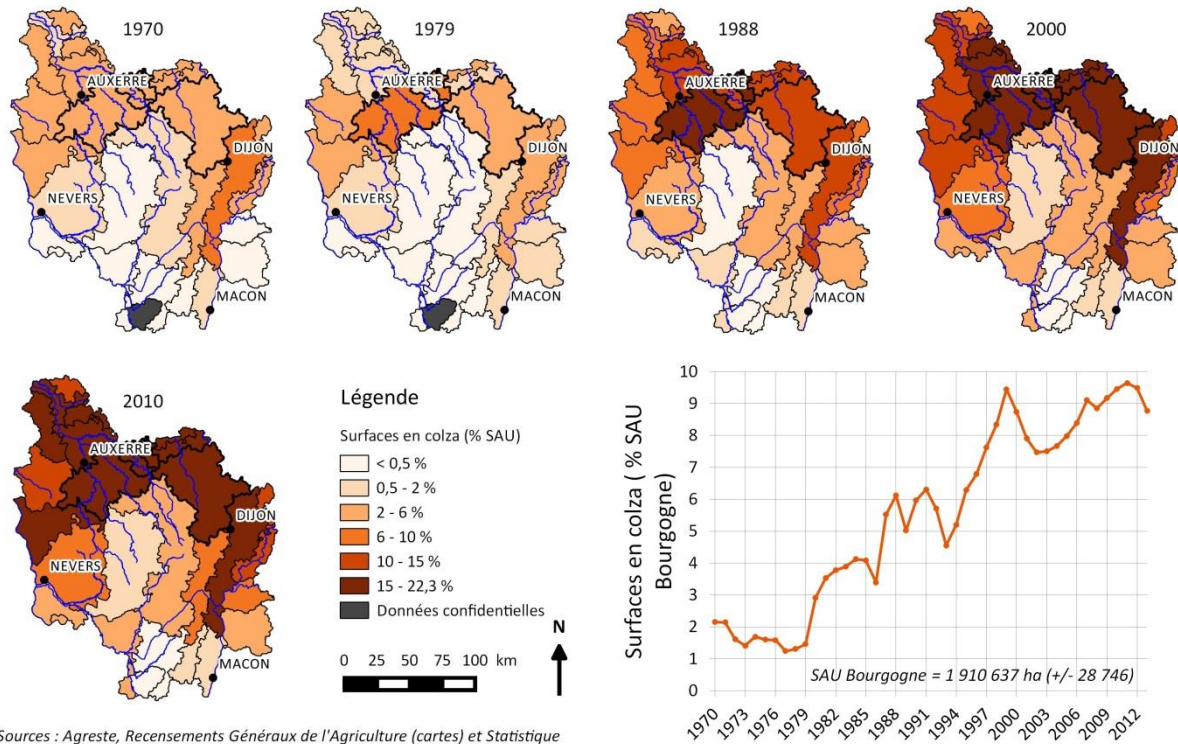 1970
AUXERRE
DIJON
NEVERS
MACON
1979
AUXERRE
DIJON
NEVERS
MACON
1988
AUXERRE
DIJON
NEVERS
MACON
2000
AUXERRE
DIJON
NEVERS
MACON
2010
AUXERRE
DIJON
NEVERS
MACON
Légende
Surfaces en colza (% SAU)
< 0,5 %
0,5 - 2 %
2 - 6 %
6 - 10 %
10 - 15 %
15 - 22,3 %
Données confidentielles
N
0 25 50 75 100 km
Surfaces en colza ( % SAU
Bourgogne)
10
9
8
7
6
5
4
3
2
1
0
SAU Bourgogne = 1 910 637 ha (+/- 28 746)
1970 1973 1976 1979 1982 1985 1988 1991 1994 1997 2000 2003 2006 2009 2012
Sources : Agreste, Recensements Généraux de l'Agriculture (cartes) et Statistique